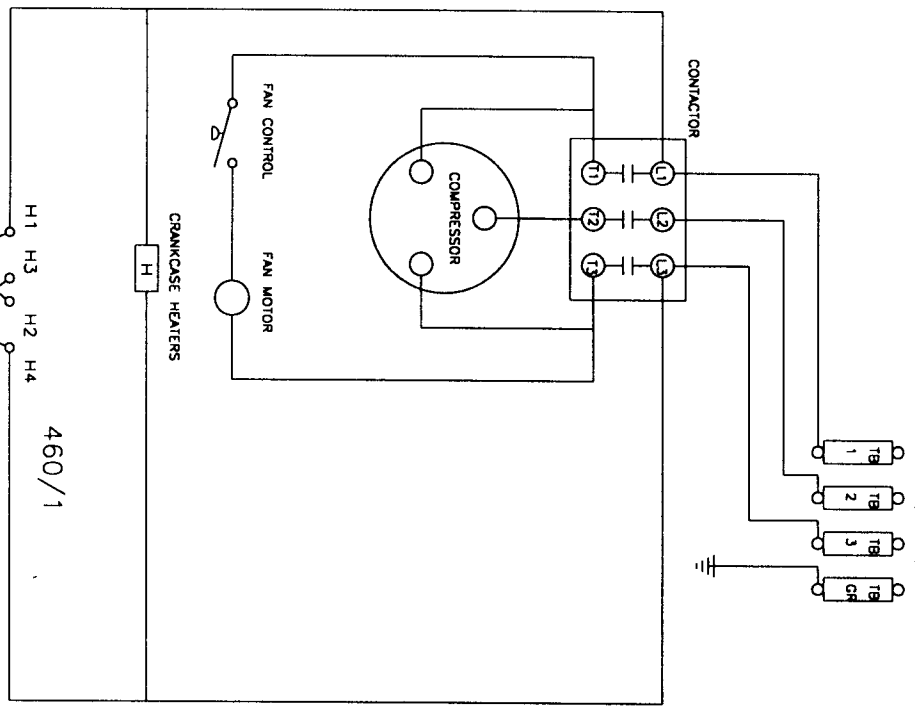 TB 1
TB 2
TB 3
TB GR
CONTACTOR
L1 L2 L3
T1 T2 T3
COMPRESSOR
FAN CONTROL
FAN MOTOR
CRANKCASE HEATERS
H
H1 H3 H2 H4
460/1